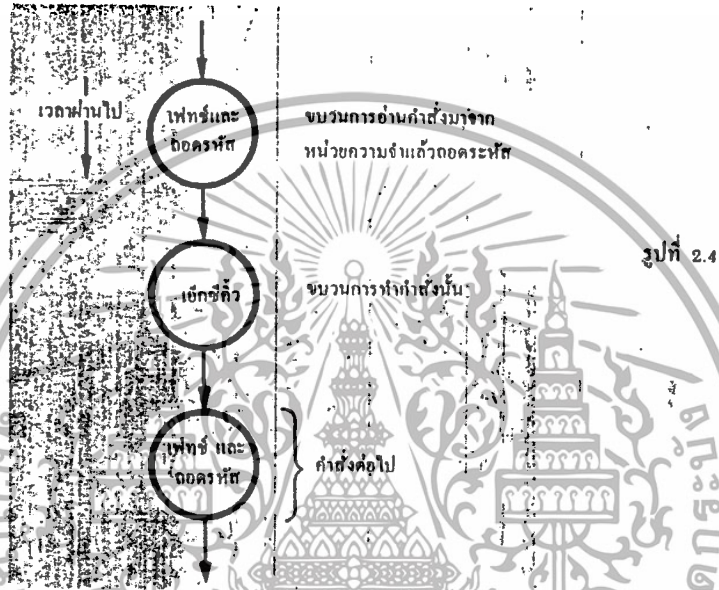 เวลาผ่านไป
เฟทซ์และ
ถอดรหัส
ขบวนการอ่านคำสั่งมาจาก
หน่วยความจำแล้วถอดระหัส
รูปที่ 2.4
เอ็กซีคิ้ว
ขบวนการทำคำสั่งนั้น
เฟทซ์ และ
ถอดรหัส
คำสั่งต่อไป